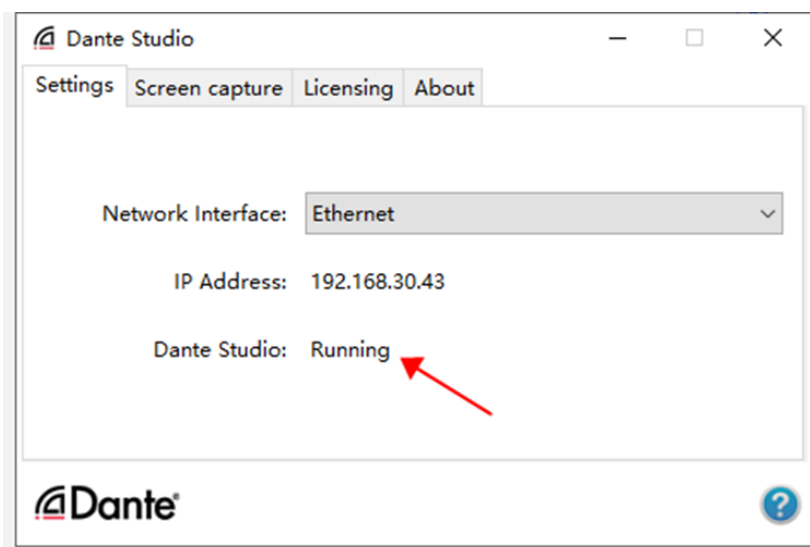 Dante Studio
Settings Screen capture Licensing About
Network Interface: Ethernet
IP Address: 192.168.30.43
Dante Studio: Running
Dante®
?